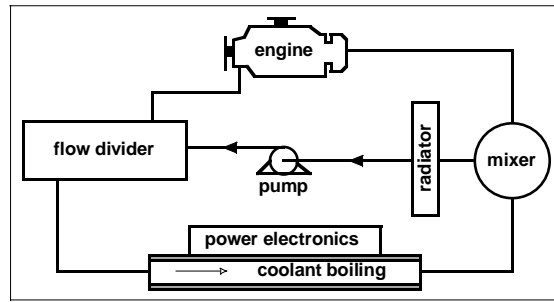 engine
flow divider
pump
radiator
mixer
power electronics
coolant boiling